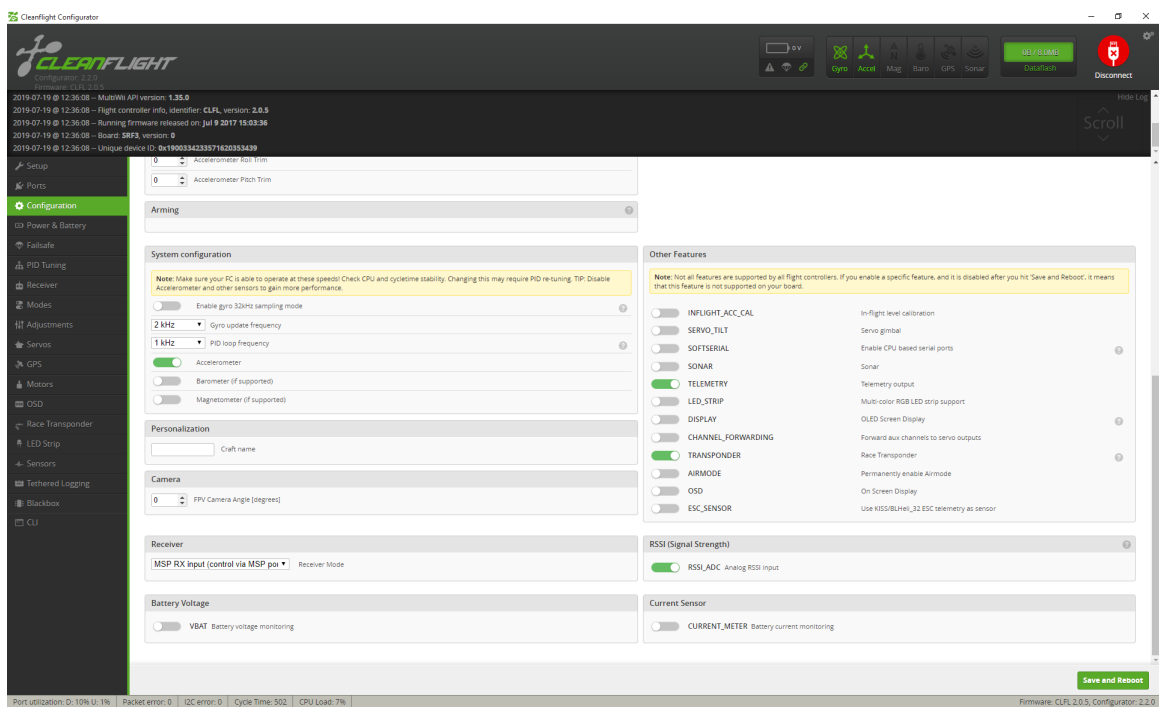 Cleanflight Configurator
CLEANFLIGHT
Configurator: 2.2.0
Firmware: CLFL 2.0.5
0 V
Gyro Accel Mag Baro GPS Sonar
Dataflash
Disconnect
2019-07-19 @ 12:36:08 -- MultiWii API version: 1.35.0
Hide Log
2019-07-19 @ 12:36:08 -- Flight controller info, identifier: CLFL, version: 2.0.5
2019-07-19 @ 12:36:08 -- Running firmware released on: Jul 9 2017 15:03:36
Scroll
2019-07-19 @ 12:36:08 -- Board: SRF3, version: 0
2019-07-19 @ 12:36:08 -- Unique device ID: 0x1900334233571620353439
Setup
Ports
Configuration
Power & Battery
Failsafe
PID Tuning
Receiver
Modes
Adjustments
Servos
GPS
Motors
OSD
Race Transponder
LED Strip
Sensors
Tethered Logging
Blackbox
CLI
0 Accelerometer Roll Trim
0 Accelerometer Pitch Trim
Arming
System configuration
Note: Make sure your FC is able to operate at these speeds! Check CPU and cycletime stability. Changing this may require PID re-tuning. TIP: Disable
Accelerometer and other sensors to gain more performance.
Enable gyro 32kHz sampling mode
2 kHz Gyro update frequency
1 kHz PID loop frequency
Accelerometer
Barometer (if supported)
Magnetometer (if supported)
Personalization
Craft name
Camera
0 FPV Camera Angle [degrees]
Other Features
Note: Not all features are supported by all flight controllers. If you enable a specific feature, and it is disabled after you hit 'Save and Reboot', it means
that this feature is not supported on your board.
INFLIGHT_ACC_CAL In-flight level calibration
SERVO_TILT Servo gimbal
SOFTSERIAL Enable CPU based serial ports
SONAR Sonar
TELEMETRY Telemetry output
LED_STRIP Multi-color RGB LED strip support
DISPLAY OLED Screen Display
CHANNEL_FORWARDING Forward aux channels to servo outputs
TRANSPONDER Race Transponder
AIRMODE Permanently enable Airmode
OSD On Screen Display
ESC_SENSOR Use KISS/BLHeli_32 ESC telemetry as sensor
Receiver
MSP RX input (control via MSP por Receiver Mode
RSSI (Signal Strength)
RSSI_ADC Analog RSSI input
Battery Voltage
VBAT Battery voltage monitoring
Current Sensor
CURRENT_METER Battery current monitoring
Save and Reboot
Port utilization: D: 10% U: 1% Packet error: 0 I2C error: 0 Cycle Time: 502 CPU Load: 7% Firmware: CLFL 2.0.5, Configurator: 2.2.0